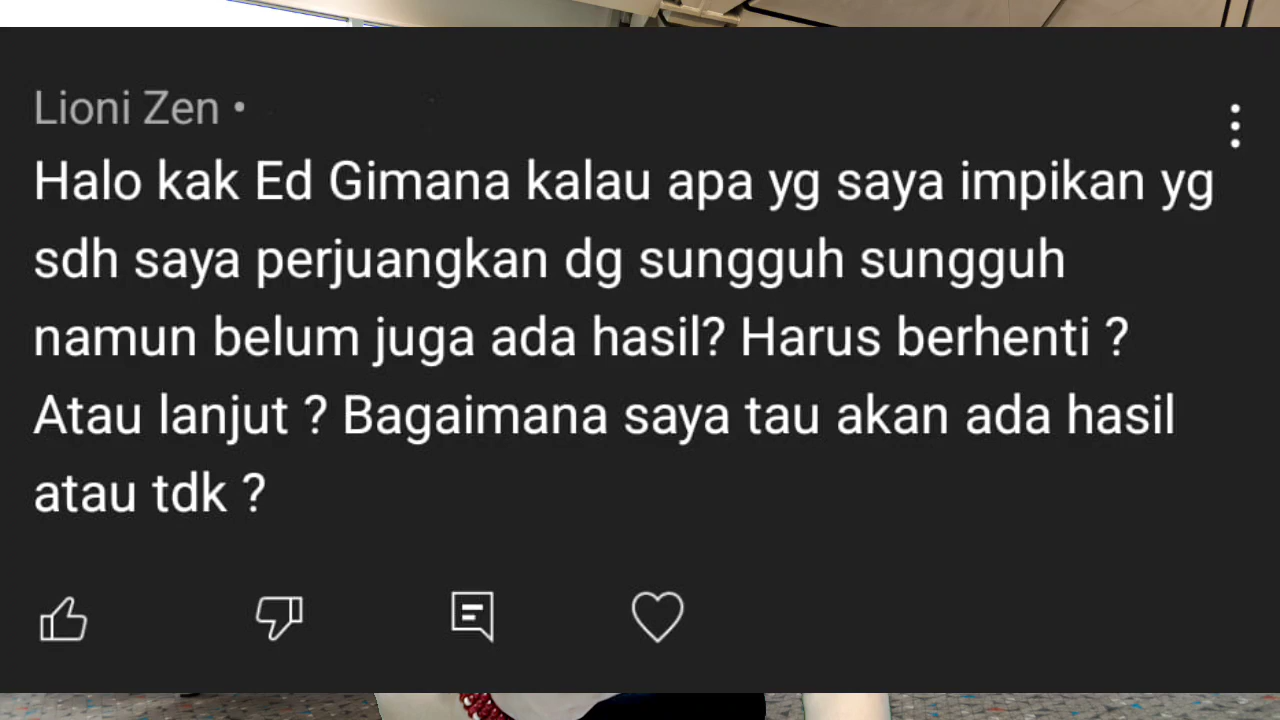 Lioni Zen •
Halo kak Ed Gimana kalau apa yg saya impikan yg
sdh saya perjuangkan dg sungguh sungguh
namun belum juga ada hasil? Harus berhenti ?
Atau lanjut ? Bagaimana saya tau akan ada hasil
atau tdk ?